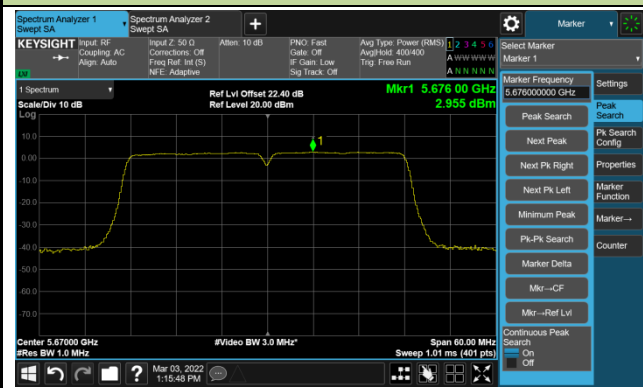 Spectrum Analyzer 1
Swept SA
Spectrum Analyzer 2
Swept SA
+
Marker
KEYSIGHT
Input: RF
Coupling: AC
Align: Auto
Input Z: 50 Ω
Corrections: Off
Freq Ref: Int (S)
NFE: Adaptive
Atten: 10 dB
PNO: Fast
Gate: Off
IF Gain: Low
Sig Track: Off
Avg Type: Power (RMS)
Avg|Hold: 400/400
Trig: Free Run
1 2 3 4 5 6
A W W W W W
A N N N N N
EXT
Select Marker
Marker 1
1 Spectrum
Scale/Div 10 dB
Log
Ref Lvl Offset 22.40 dB
Ref Level 20.00 dBm
Mkr1 5.676 00 GHz
2.955 dBm
10.0
0.00
-10.0
-20.0
-30.0
-40.0
-50.0
-60.0
-70.0
1
Center 5.67000 GHz
#Res BW 1.0 MHz
#Video BW 3.0 MHz*
Span 60.00 MHz
Sweep 1.01 ms (401 pts)
Marker Frequency
5.676000000 GHz
Peak Search
Next Peak
Next Pk Right
Next Pk Left
Minimum Peak
Pk-Pk Search
Marker Delta
Mkr→CF
Mkr→Ref Lvl
Continuous Peak
Search
On
Off
Settings
Peak
Search
Pk Search
Config
Properties
Marker
Function
Marker→
Counter
?
Mar 03, 2022
1:15:48 PM